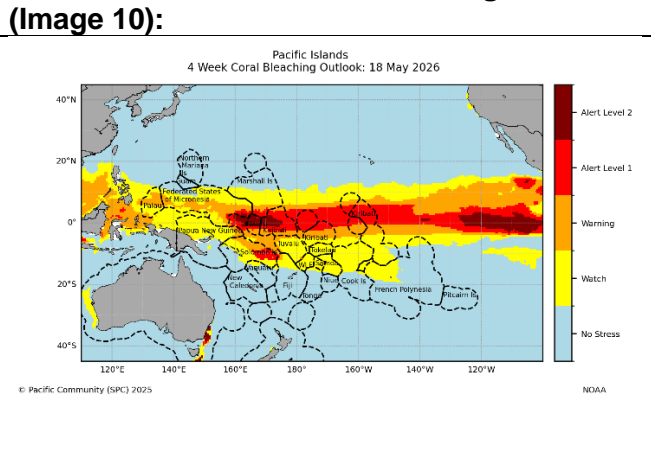 (Image 10):
Pacific Islands
4 Week Coral Bleaching Outlook: 18 May 2026
40°N
20°N
0°
20°S
40°S
120°E
140°E
160°E
180°
160°W
140°W
120°W
Northern
Mariana
Is
Guam
Marshall Is
Federated States
of Micronesia
Palau
Kiribati
Papua New Guinea
Kiribati
Tuvalu
Tokelau
Solomon
Vanuatu
Samoa
New
Caledonia
Fiji
Niue
Cook Is
Tonga
French Polynesia
Pitcairn Is
Alert Level 2
Alert Level 1
Warning
Watch
No Stress
© Pacific Community (SPC) 2025
NOAA